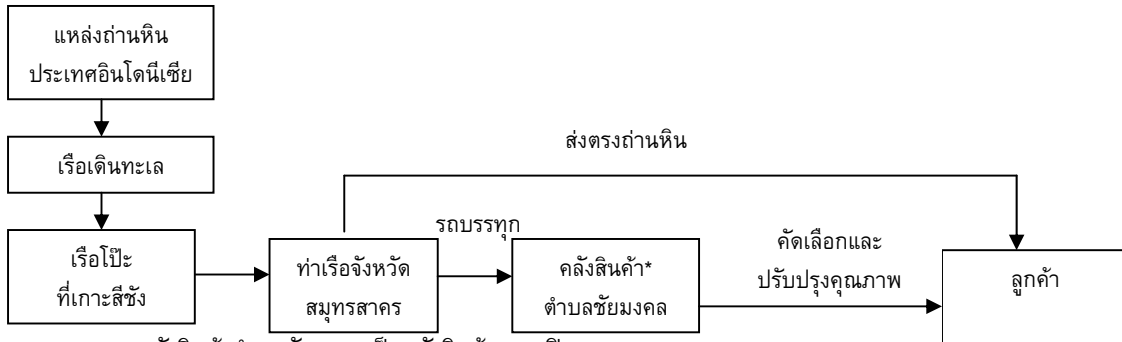 แหล่งถ่านหิน
ประเทศอินโดนีเซีย
เรือเดินทะเล
ส่งตรงถ่านหิน
เรือโป๊ะ
ที่เกาะสีชัง
ท่าเรือจังหวัด
สมุทรสาคร
รถบรรทุก
คลังสินค้า*
ตำบลชัยมงคล
คัดเลือกและ
ปรับปรุงคุณภาพ
ลูกค้า